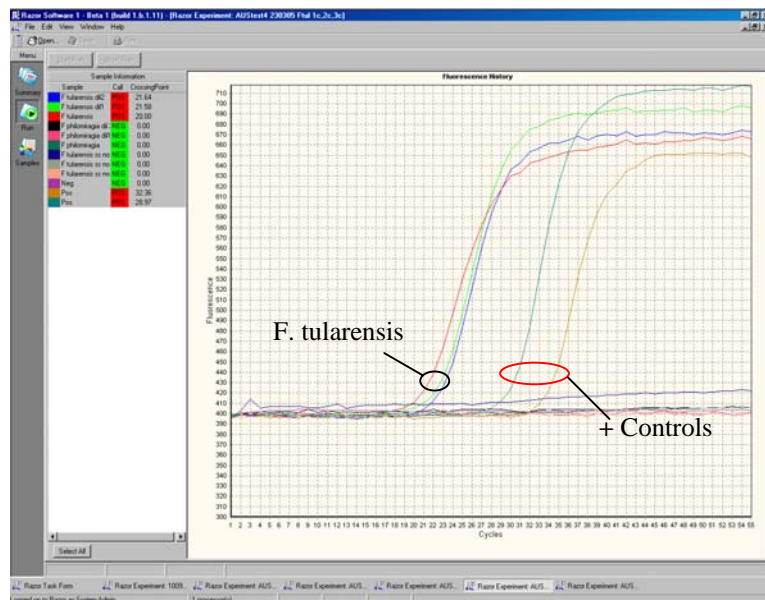 Razor Software 1 - Beta 1 (build 1.b.1.11) - [Razor Experiment: AUStest4 230305 Ftul 1c,2c,3c]
File Edit View Window Help
Open...
Menu
Summary
Run
Samples
Sample Information
Sample Call CrossingPoint
F tularensis dil2 POS 21.64
F tularensis dil1 POS 21.50
F tularensis POS 20.00
F philomiragia dil NEG 0.00
F philomiragia dil1 NEG 0.00
F philomiragia NEG 0.00
F tularensis ss no NEG 0.00
F tularensis ss no NEG 0.00
F tularensis ss no NEG 0.00
Neg NEG 0.00
Pos POS 32.36
Pos POS 28.97
Select All
Fluorescence History
Fluorescence
710
700
690
680
670
660
650
640
630
620
610
600
590
580
570
560
550
540
530
520
510
500
490
480
470
460
450
440
430
420
410
400
390
380
370
360
350
340
330
320
310
300
F. tularensis
+ Controls
1 2 3 4 5 6 7 8 9 10 11 12 13 14 15 16 17 18 19 20 21 22 23 24 25 26 27 28 29 30 31 32 33 34 35 36 37 38 39 40 41 42 43 44 45 46 47 48 49 50 51 52 53 54 55
Cycles
Razor Task Form Razor Experiment: 1009... Razor Experiment: AUS... Razor Experiment: AUS... Razor Experiment: AUS... Razor Experiment: AUS... Razor Experiment: AUS...
Logged on to Razor as System Admin